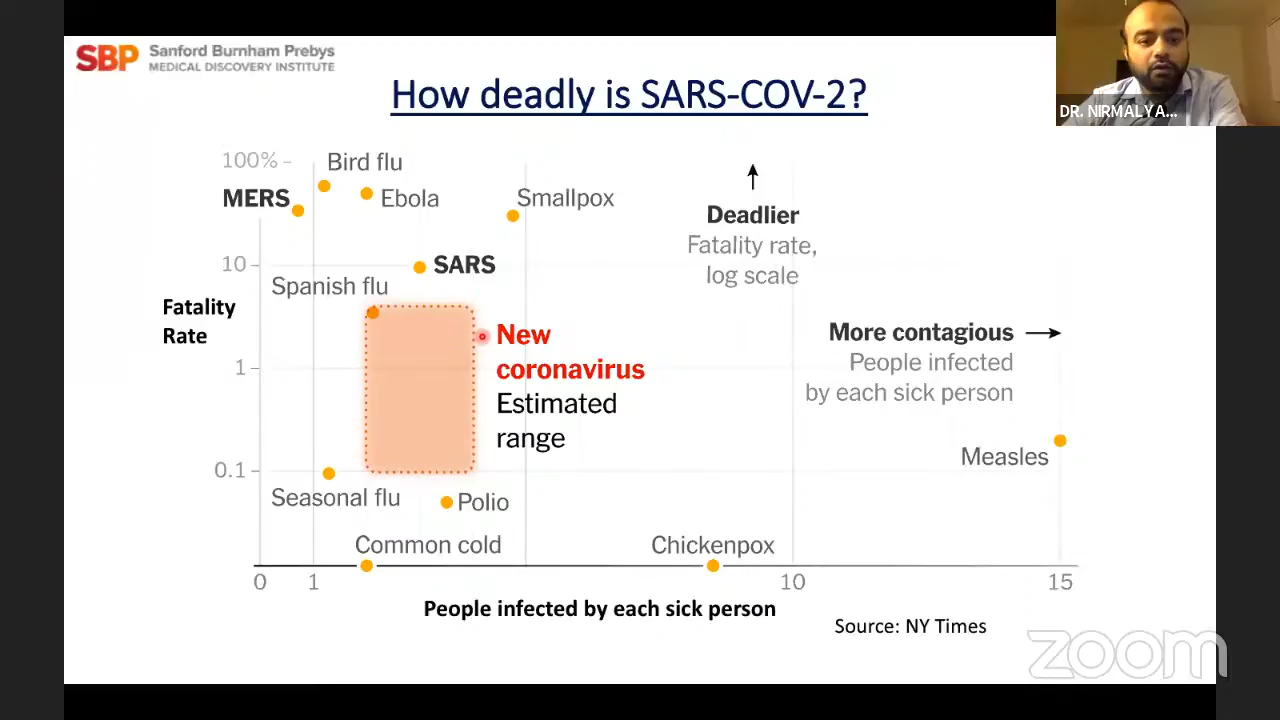 SBP
Sanford Burnham Prebys
MEDICAL DISCOVERY INSTITUTE
How deadly is SARS-COV-2?
DR. NIRMALYA...
100%
Bird flu
MERS
Ebola
Smallpox
Deadlier
Fatality rate,
log scale
10
SARS
Spanish flu
Fatality
Rate
New
coronavirus
Estimated
range
More contagious
People infected
by each sick person
1
0.1
Measles
Seasonal flu
Polio
Common cold
Chickenpox
0
1
10
15
People infected by each sick person
Source: NY Times
zoom